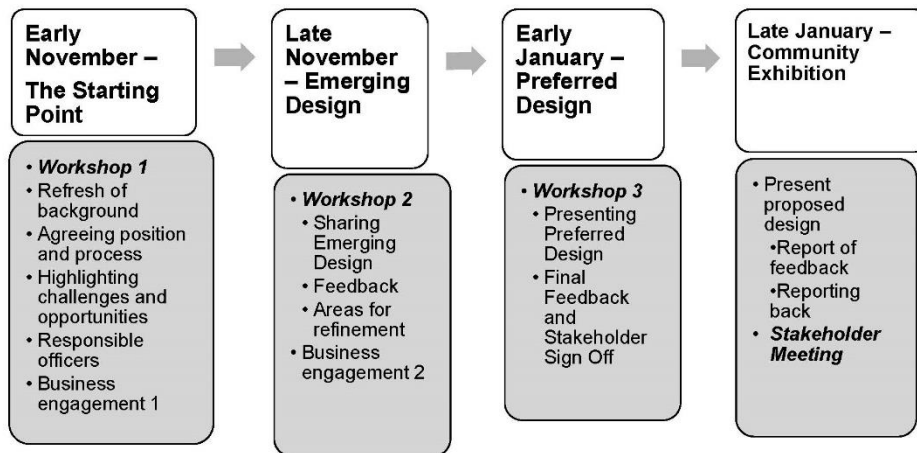 Early
November –
The Starting
Point
• Workshop 1
• Refresh of
background
• Agreeing position
and process
• Highlighting
challenges and
opportunities
• Responsible
officers
• Business
engagement 1
Late
November
– Emerging
Design
• Workshop 2
• Sharing
Emerging
Design
• Feedback
• Areas for
refinement
• Business
engagement 2
Early
January –
Preferred
Design
• Workshop 3
• Presenting
Preferred
Design
• Final
Feedback
and
Stakeholder
Sign Off
Late January –
Community
Exhibition
• Present
proposed
design
•Report of
feedback
•Reporting
back
• Stakeholder
Meeting